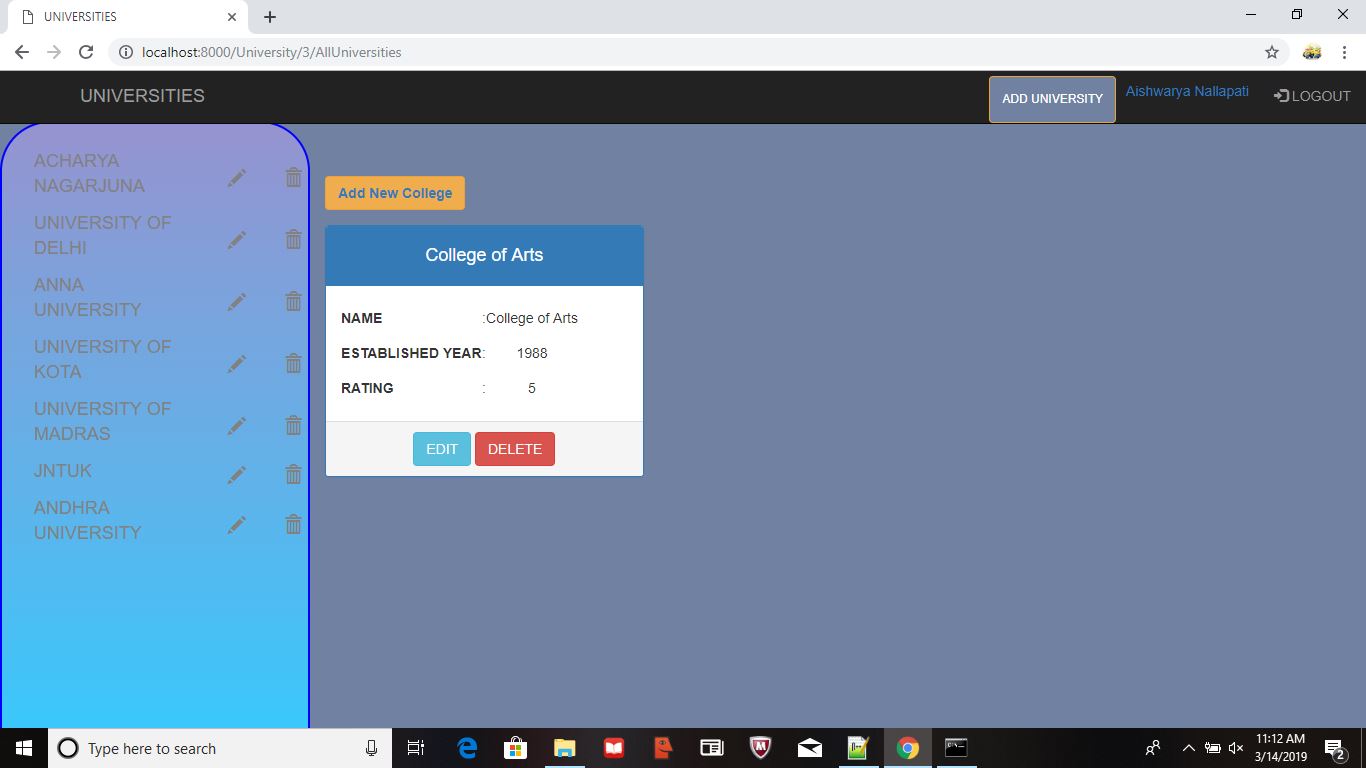 UNIVERSITIES
localhost:8000/University/3/AllUniversities
UNIVERSITIES
ADD UNIVERSITY
Aishwarya Nallapati
LOGOUT
ACHARYA
NAGARJUNA
UNIVERSITY OF
DELHI
ANNA
UNIVERSITY
UNIVERSITY OF
KOTA
UNIVERSITY OF
MADRAS
JNTUK
ANDHRA
UNIVERSITY
Add New College
College of Arts
NAME :College of Arts
ESTABLISHED YEAR: 1988
RATING : 5
EDIT DELETE
Type here to search
11:12 AM
3/14/2019
2